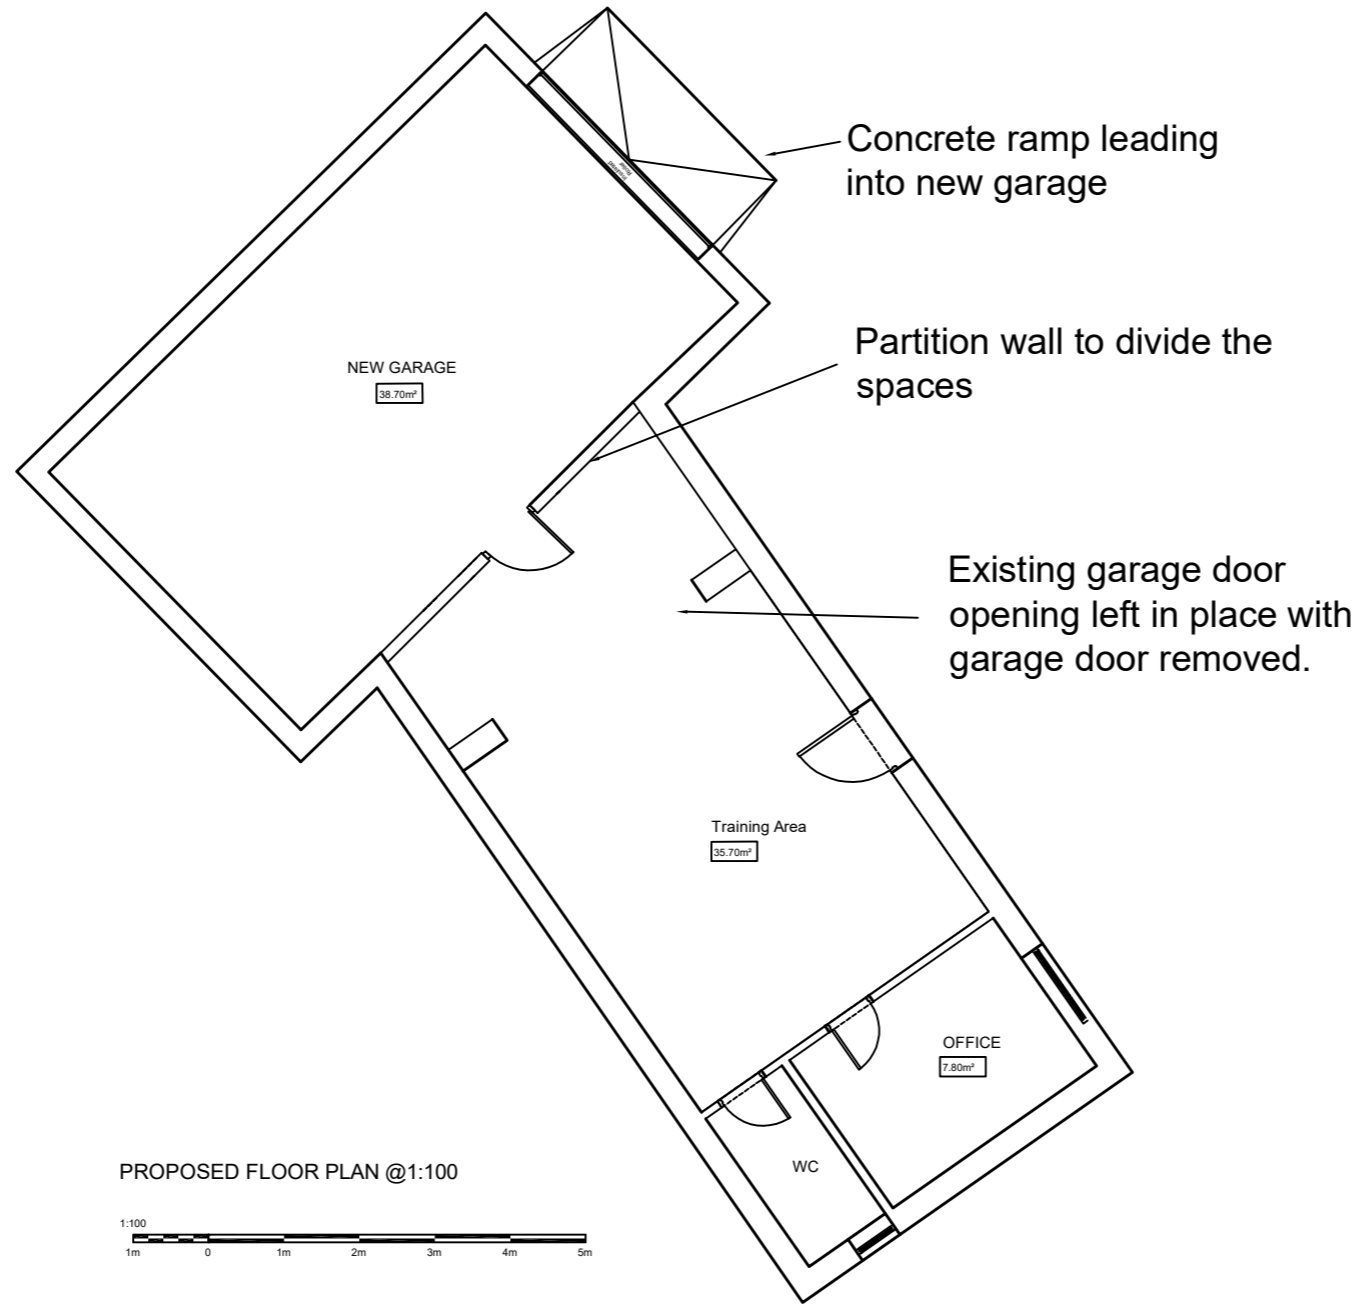 Concrete ramp leading
into new garage
Partition wall to divide the
spaces
NEW GARAGE
38.70m²
Existing garage door
opening left in place with
garage door removed.
Training Area
35.70m²
OFFICE
7.80m²
WC
PROPOSED FLOOR PLAN @1:100
1:100
1m 0 1m 2m 3m 4m 5m